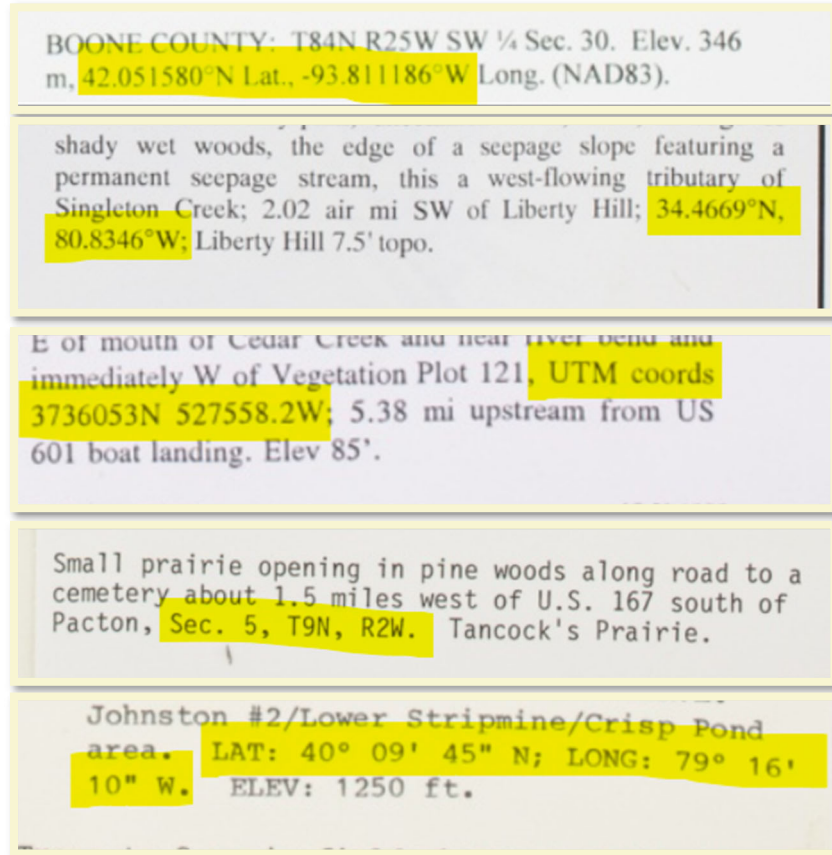 BOONE COUNTY: T84N R25W SW ¼ Sec. 30. Elev. 346
m, 42.051580°N Lat., -93.811186°W Long. (NAD83).
shady wet woods, the edge of a seepage slope featuring a
permanent seepage stream, this a west-flowing tributary of
Singleton Creek; 2.02 air mi SW of Liberty Hill; 34.4669°N,
80.8346°W; Liberty Hill 7.5' topo.
E of mouth of Cedar Creek and near river bend and
immediately W of Vegetation Plot 121, UTM coords
3736053N 527558.2W; 5.38 mi upstream from US
601 boat landing. Elev 85’.
Small prairie opening in pine woods along road to a
cemetery about 1.5 miles west of U.S. 167 south of
Pacton, Sec. 5, T9N, R2W. Tancock's Prairie.
Johnston #2/Lower Stripmine/Crisp Pond
area. LAT: 40° 09' 45" N; LONG: 79° 16'
10" W. ELEV: 1250 ft.